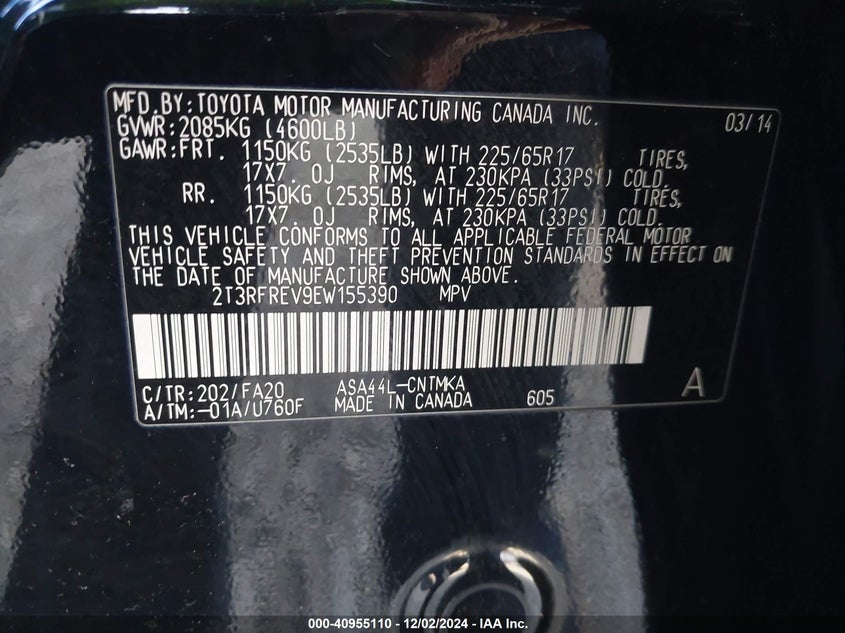 MFD.BY:TOYOTA MOTOR MANUFACTURING CANADA INC. 03/14
GVWR:2085KG (4600LB)
GAWR:FRT. 1150KG (2535LB) WITH 225/65R17 TIRES,
17X7. 0J RIMS, AT 230KPA (33PSI) COLD,
RR. 1150KG (2535LB) WITH 225/65R17 TIRES,
17X7. 0J RIMS, AT 230KPA (33PSI) COLD.
THIS VEHICLE CONFORMS TO ALL APPLICABLE FEDERAL MOTOR
VEHICLE SAFETY AND THEFT PREVENTION STANDARDS IN EFFECT ON
THE DATE OF MANUFACTURE SHOWN ABOVE.
2T3RFREV9EW155390 MPV
C/TR:202/FA20 ASA44L-CNTMKA A
A/TM:-01A/U760F MADE IN CANADA 605
000-40955110 - 12/02/2024 - IAA Inc.